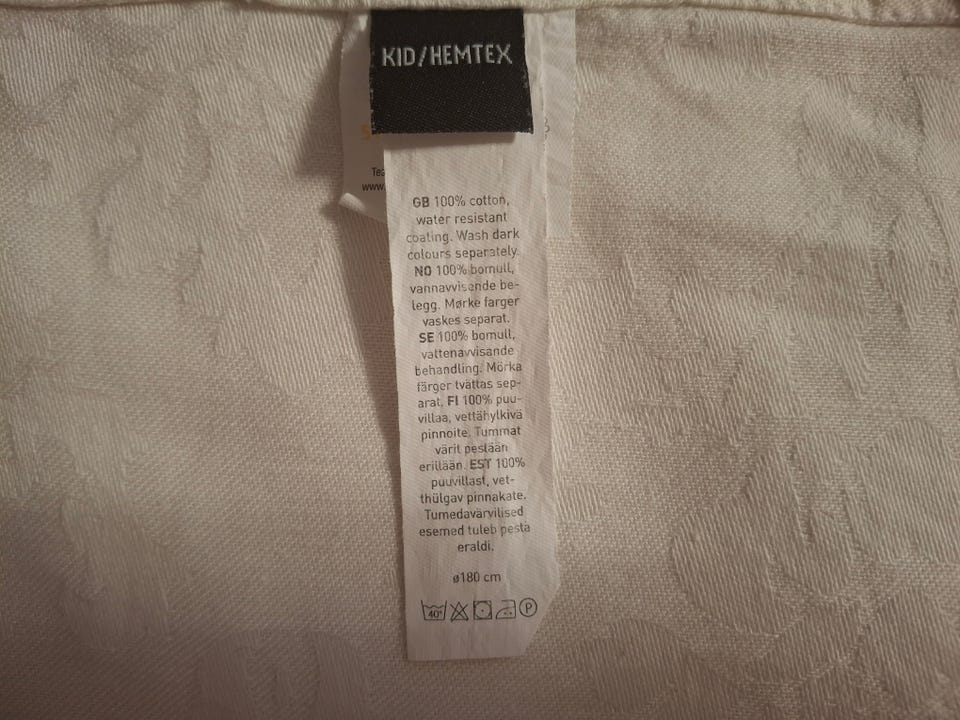 KID/HEMTEX
www.
GB 100% cotton,
water resistant
coating. Wash dark
colours separately.
NO 100% bomull,
vannavvisende be-
legg. Mørke farger
vaskes separat.
SE 100% bomull,
vattenavvisande
behandling. Mörka
färger tvättas sep-
arat. FI 100% puu-
villaa, vettähylkivä
pinnoite. Tummat
värit pestään
erillään. EST 100%
puuvillast, vet-
thülgav pinnakate.
Tumedavärvilised
esemed tuleb pesta
eraldi.
ø180 cm
40° P